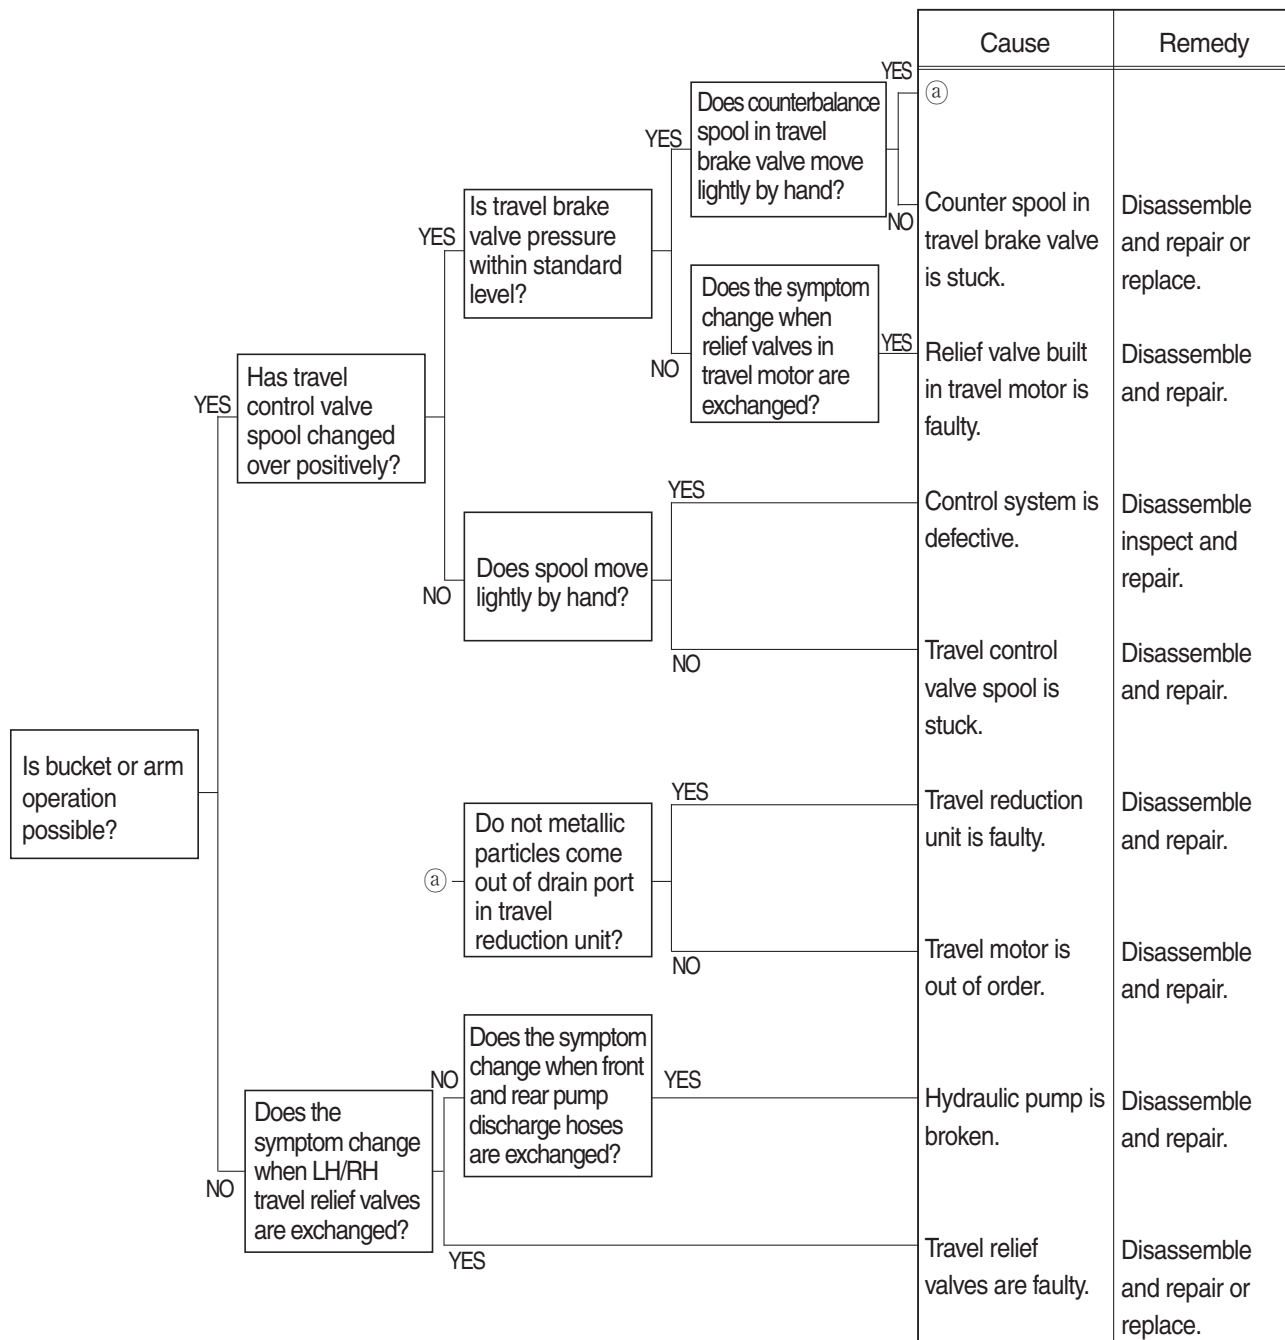 Cause
Remedy
YES
ⓐ
Does counterbalance
spool in travel
brake valve move
lightly by hand?
YES
NO
Counter spool in
travel brake valve
is stuck.
Disassemble
and repair or
replace.
Is travel brake
valve pressure
within standard
level?
YES
Does the symptom
change when
relief valves in
travel motor are
exchanged?
NO
YES
Relief valve built
in travel motor is
faulty.
Disassemble
and repair.
Has travel
control valve
spool changed
over positively?
YES
YES
Control system is
defective.
Disassemble
inspect and
repair.
Does spool move
lightly by hand?
NO
NO
Travel control
valve spool is
stuck.
Disassemble
and repair.
Is bucket or arm
operation
possible?
YES
Travel reduction
unit is faulty.
Disassemble
and repair.
ⓐ
Do not metallic
particles come
out of drain port
in travel
reduction unit?
NO
Travel motor is
out of order.
Disassemble
and repair.
Does the symptom
change when front
and rear pump
discharge hoses
are exchanged?
NO
YES
Hydraulic pump is
broken.
Disassemble
and repair.
Does the
symptom change
when LH/RH
travel relief valves
are exchanged?
NO
YES
Travel relief
valves are faulty.
Disassemble
and repair or
replace.